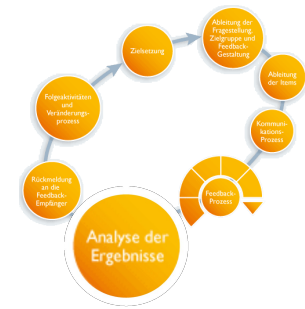 Zielsetzung
Ableitung der
Fragestellung,
Zielgruppe und
Feedback-
Gestaltung
Ableitung
der Items
Kommuni-
kations-
Prozess
Feedback-
Prozess
Analyse der
Ergebnisse
Rückmeldung
an die
Feedback-
Empfänger
Folgeaktivitäten
und
Veränderungs-
prozess